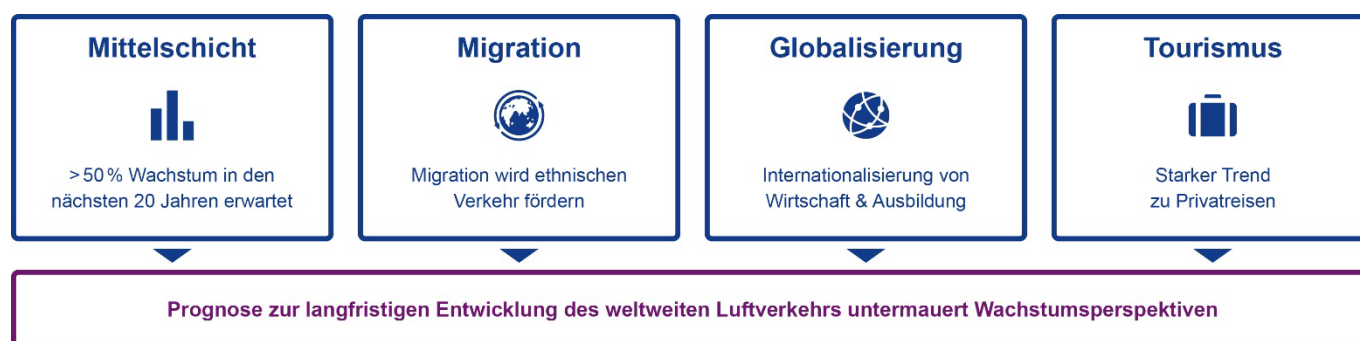 Mittelschicht
> 50 % Wachstum in den
nächsten 20 Jahren erwartet
Migration
Migration wird ethnischen
Verkehr fördern
Globalisierung
Internationalisierung von
Wirtschaft & Ausbildung
Tourismus
Starker Trend
zu Privatreisen
Prognose zur langfristigen Entwicklung des weltweiten Luftverkehrs untermauert Wachstumsperspektiven